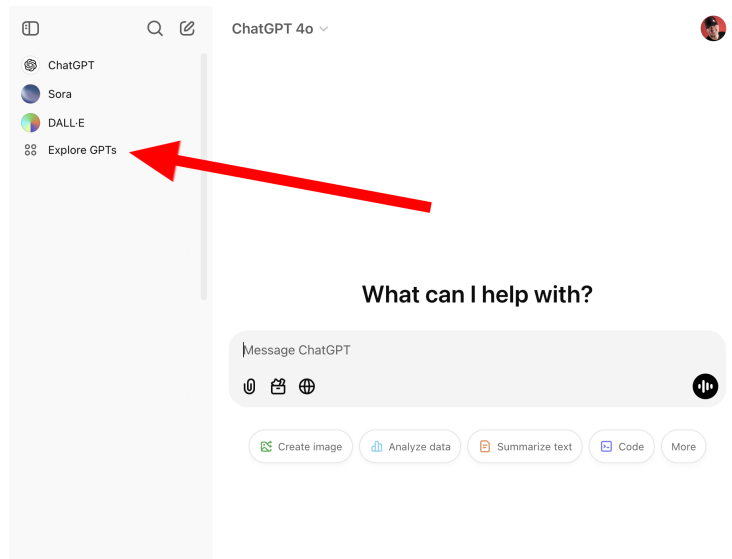 ChatGPT 4o
ChatGPT
Sora
DALL·E
Explore GPTs
What can I help with?
Message ChatGPT
Create image
Analyze data
Summarize text
Code
More